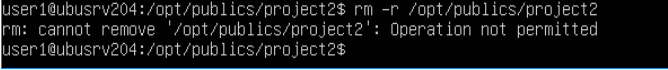 user1@ubusrv204:/opt/publics/project2$ rm -r /opt/publics/project2
rm: cannot remove '/opt/publics/project2': Operation not permitted
user1@ubusrv204:/opt/publics/project2$